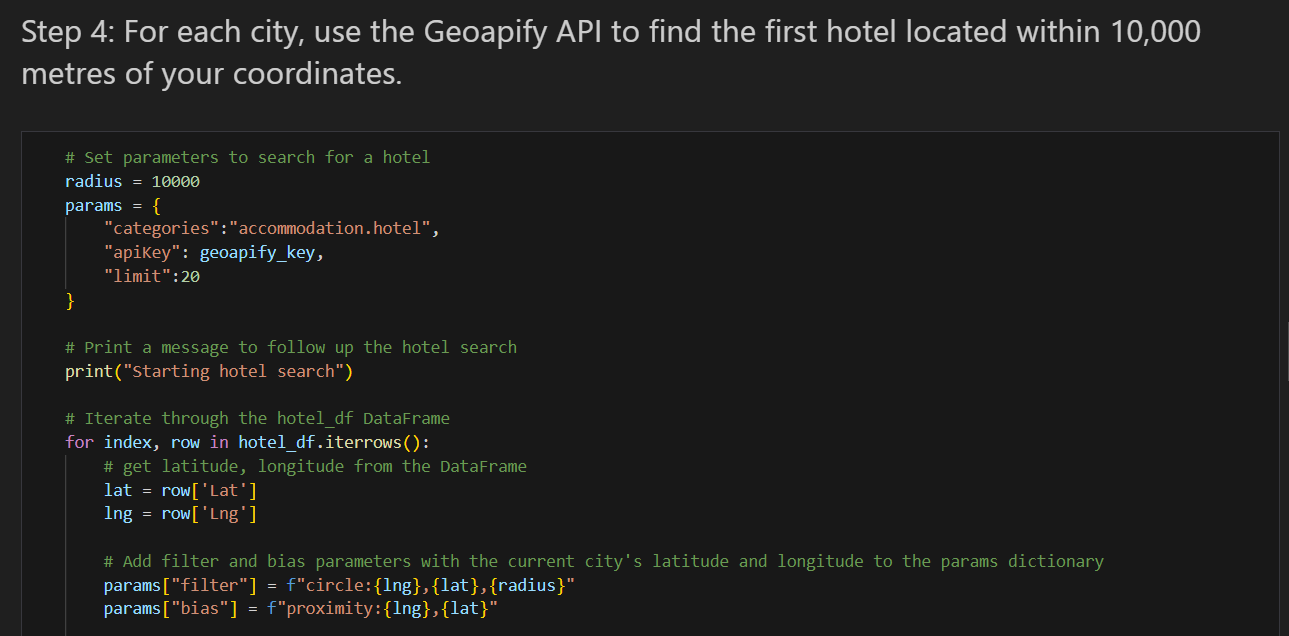 Step 4: For each city, use the Geoapify API to find the first hotel located within 10,000
metres of your coordinates.
# Set parameters to search for a hotel
radius = 10000
params = {
    "categories":"accommodation.hotel",
    "apiKey": geoapify_key,
    "limit":20
}
# Print a message to follow up the hotel search
print("Starting hotel search")
# Iterate through the hotel_df DataFrame
for index, row in hotel_df.iterrows():
    # get latitude, longitude from the DataFrame
    lat = row['Lat']
    lng = row['Lng']
    # Add filter and bias parameters with the current city's latitude and longitude to the params dictionary
    params["filter"] = f"circle:{lng},{lat},{radius}"
    params["bias"] = f"proximity:{lng},{lat}"